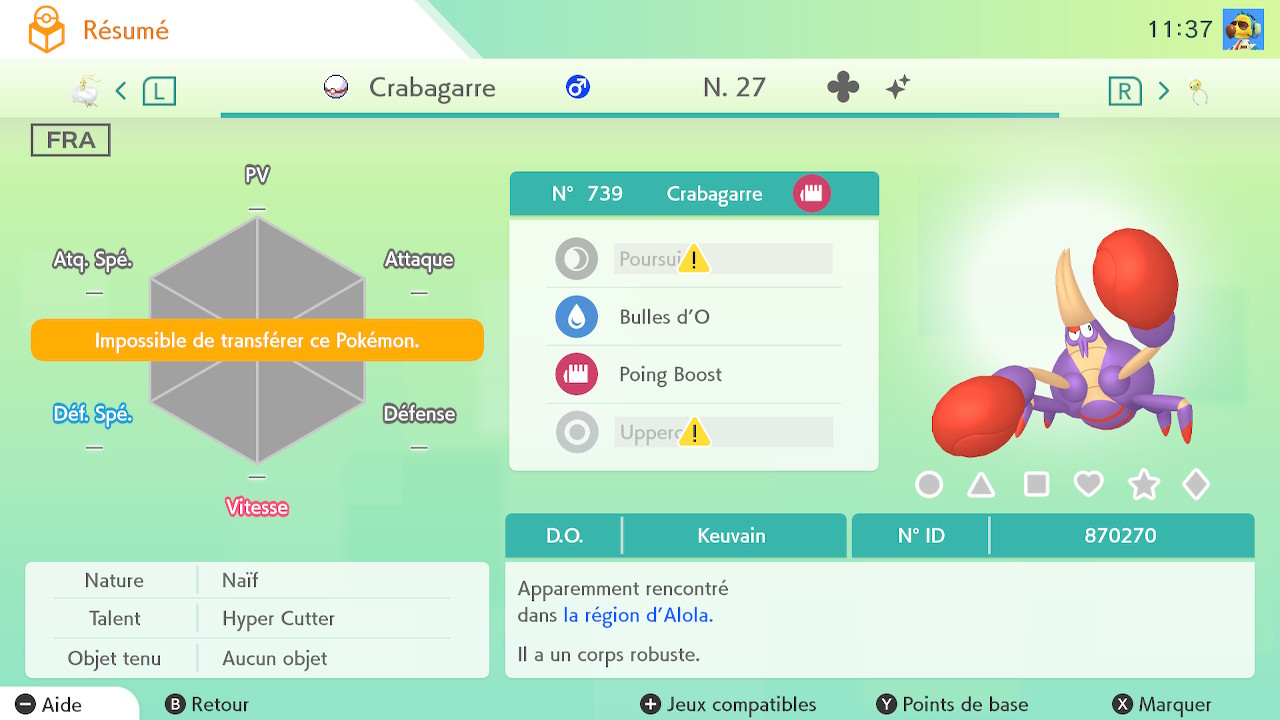 Résumé
11:37
L
Crabagarre
N. 27
R
FRA
PV
—
Atq. Spé.
—
Attaque
—
Impossible de transférer ce Pokémon.
Déf. Spé.
—
Défense
—
—
Vitesse
N° 739 Crabagarre
Poursui
Bulles d'O
Poing Boost
Upperc
D.O. Keuvain
N° ID 870270
Nature Naïf
Talent Hyper Cutter
Objet tenu Aucun objet
Apparemment rencontré
dans la région d'Alola.
Il a un corps robuste.
Aide
B Retour
Jeux compatibles
Y Points de base
X Marquer